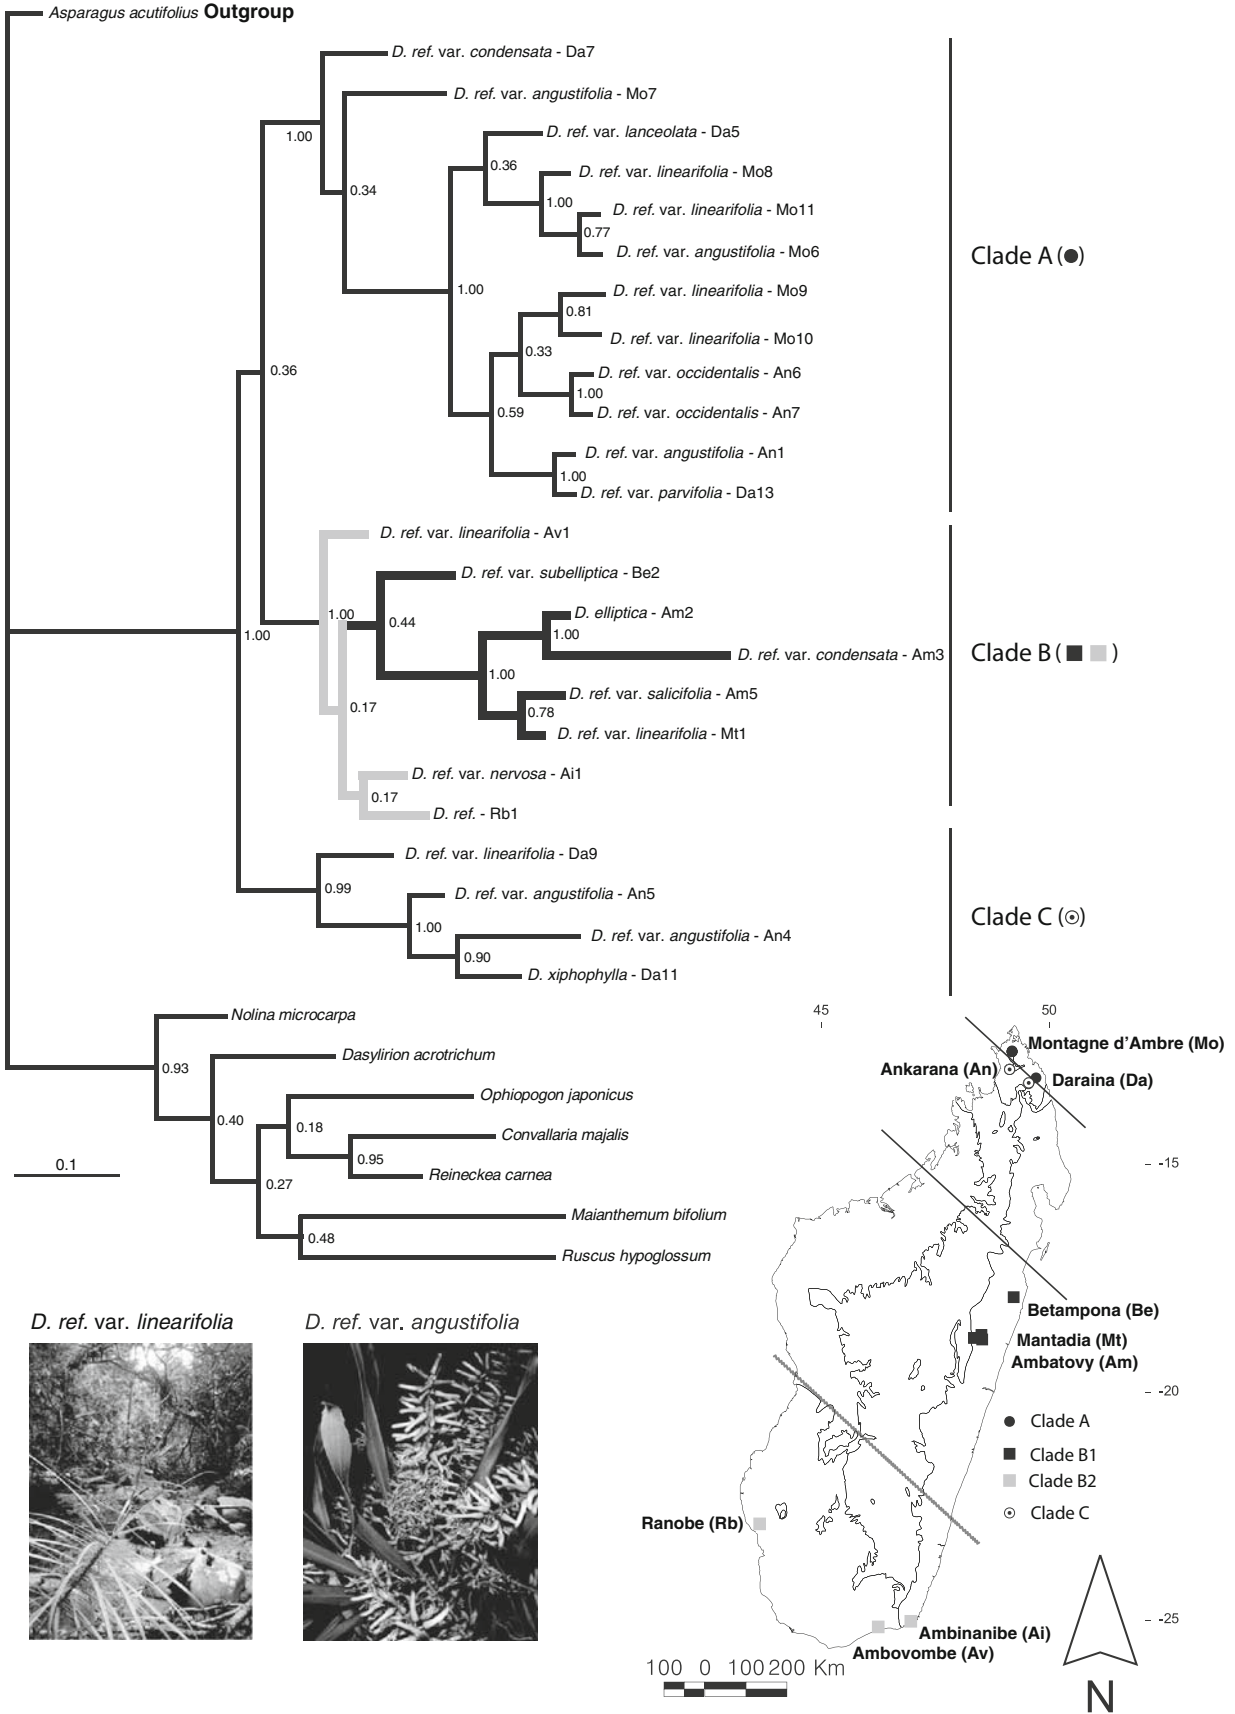 Asparagus acutifolius Outgroup
D. ref. var. condensata - Da7
D. ref. var. angustifolia - Mo7
1.00
D. ref. var. lanceolata - Da5
0.36
D. ref. var. linearifolia - Mo8
0.34
1.00
D. ref. var. linearifolia - Mo11
0.77
D. ref. var. angustifolia - Mo6
Clade A ( )
1.00
D. ref. var. linearifolia - Mo9
0.81
D. ref. var. linearifolia - Mo10
0.33
0.36
D. ref. var. occidentalis - An6
1.00
0.59
D. ref. var. occidentalis - An7
D. ref. var. angustifolia - An1
1.00
D. ref. var. parvifolia - Da13
D. ref. var. linearifolia - Av1
D. ref. var. subelliptica - Be2
1.00
0.44
D. elliptica - Am2
1.00
1.00
D. ref. var. condensata - Am3
Clade B ( )
1.00
D. ref. var. salicifolia - Am5
0.17
0.78
D. ref. var. linearifolia - Mt1
D. ref. var. nervosa - Ai1
0.17
D. ref. - Rb1
D. ref. var. linearifolia - Da9
0.99
D. ref. var. angustifolia - An5
Clade C ( )
1.00
D. ref. var. angustifolia - An4
0.90
D. xiphophylla - Da11
Nolina microcarpa
0.93
Dasylirion acrotrichum
Ophiopogon japonicus
0.40
0.18
Convallaria majalis
0.95
Reineckea carnea
0.1
0.27
Maianthemum bifolium
0.48
Ruscus hypoglossum
45
50
Montagne d'Ambre (Mo)
Ankarana (An)
Daraina (Da)
-15
Betampona (Be)
Mantadia (Mt)
Ambatovy (Am)
-20
Clade A
Clade B1
Clade B2
Clade C
Ranobe (Rb)
-25
Ambinanibe (Ai)
Ambovombe (Av)
100 0 100 200 Km
N
D. ref. var. linearifolia
D. ref. var. angustifolia